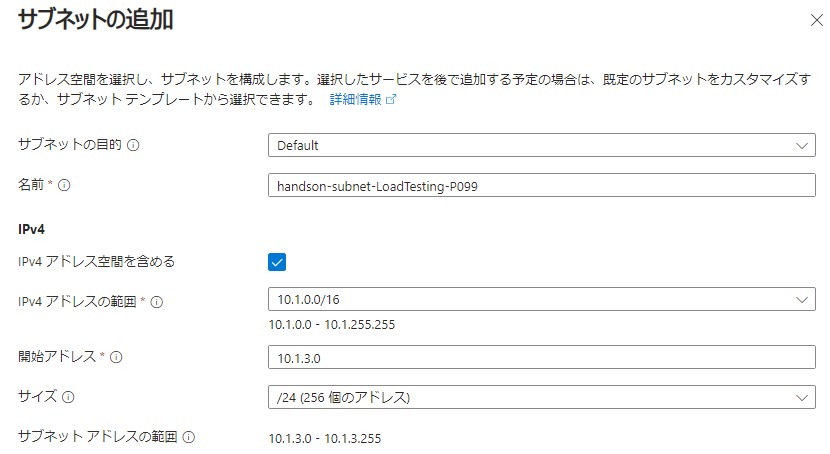 サブネットの追加
アドレス空間を選択し、サブネットを構成します。選択したサービスを後で追加する予定の場合は、既定のサブネットをカスタマイズす
るか、サブネット テンプレートから選択できます。 詳細情報
サブネットの目的 Default
名前 * handson-subnet-LoadTesting-P099
IPv4
IPv4 アドレス空間を含める
IPv4 アドレスの範囲 * 10.1.0.0/16
10.1.0.0 - 10.1.255.255
開始アドレス * 10.1.3.0
サイズ /24 (256 個のアドレス)
サブネット アドレスの範囲 10.1.3.0 - 10.1.3.255